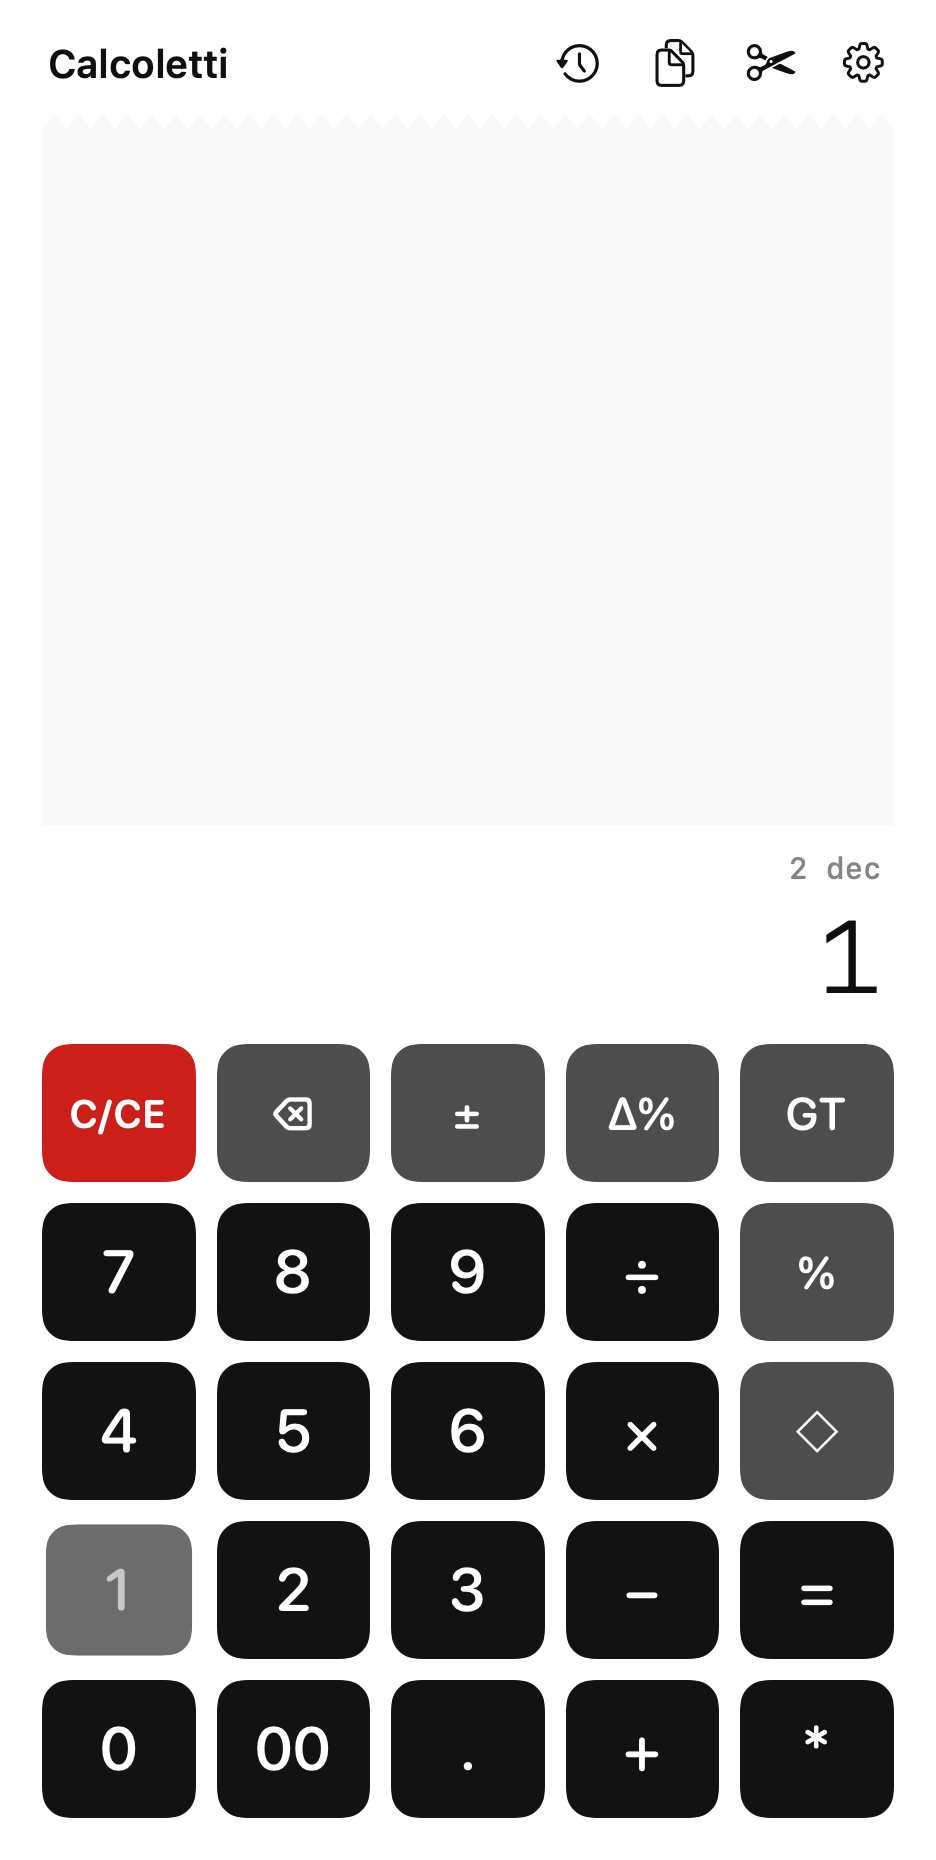 Calcoletti
2 dec
1
C/CE ± Δ% GT
7 8 9 ÷ %
4 5 6 × ◇
1 2 3 − =
0 00 . + *